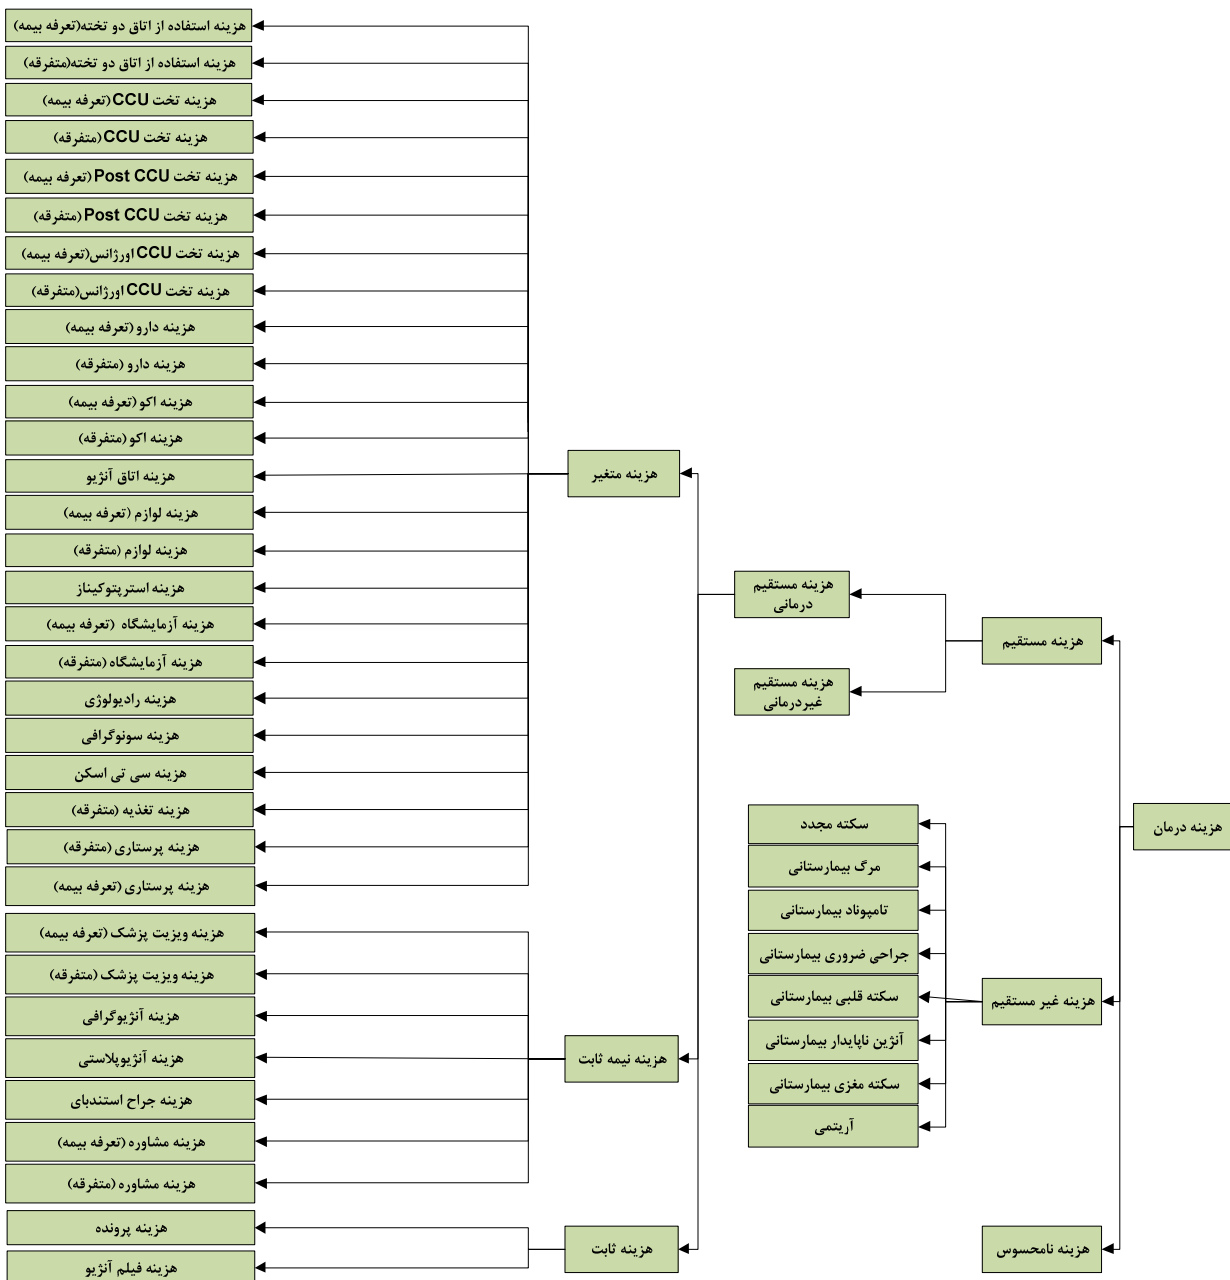 هزینه درمان
هزینه مستقیم
هزینه غیر مستقیم
هزینه نامحسوس
هزینه مستقیم
درمانی
هزینه مستقیم
غیردرمانی
سکته مجدد
مرگ بیمارستانی
تامپوناد بیمارستانی
جراحی ضروری بیمارستانی
سکته قلبی بیمارستانی
آنژین ناپایدار بیمارستانی
سکته مغزی بیمارستانی
آریتمی
هزینه متغیر
هزینه نیمه ثابت
هزینه ثابت
هزینه استفاده از اتاق دو تخته(تعرفه بیمه)
هزینه استفاده از اتاق دو تخته(متفرقه)
هزینه تخت CCU(تعرفه بیمه)
هزینه تخت CCU(متفرقه)
هزینه تخت Post CCU(تعرفه بیمه)
هزینه تخت Post CCU(متفرقه)
هزینه تخت CCU اورژانس(تعرفه بیمه)
هزینه تخت CCU اورژانس(متفرقه)
هزینه دارو (تعرفه بیمه)
هزینه دارو (متفرقه)
هزینه اکو (تعرفه بیمه)
هزینه اکو (متفرقه)
هزینه اتاق آنژیو
هزینه لوازم (تعرفه بیمه)
هزینه لوازم (متفرقه)
هزینه استرپتوکیناز
هزینه آزمایشگاه (تعرفه بیمه)
هزینه آزمایشگاه (متفرقه)
هزینه رادیولوژی
هزینه سونوگرافی
هزینه سی تی اسکن
هزینه تغذیه (متفرقه)
هزینه پرستاری (متفرقه)
هزینه پرستاری (تعرفه بیمه)
هزینه ویزیت پزشک (تعرفه بیمه)
هزینه ویزیت پزشک (متفرقه)
هزینه آنژیوگرافی
هزینه آنژیوپلاستی
هزینه جراح استندبای
هزینه مشاوره (تعرفه بیمه)
هزینه مشاوره (متفرقه)
هزینه پرونده
هزینه فیلم آنژیو